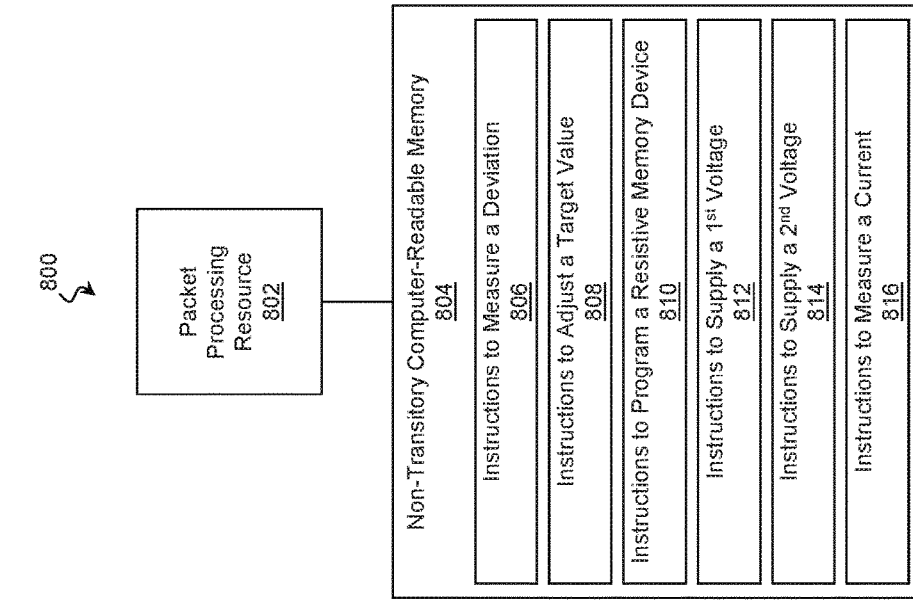 800
Packet
Processing
Resource
802
Non-Transitory Computer-Readable Memory
804
Instructions to Measure a Deviation
806
Instructions to Adjust a Target Value
808
Instructions to Program a Resistive Memory Device
810
Instructions to Supply a 1st Voltage
812
Instructions to Supply a 2nd Voltage
814
Instructions to Measure a Current
816